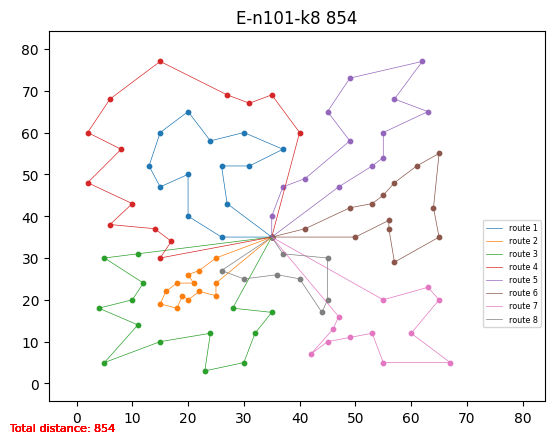 E-n101-k8 854
80
70
60
50
40
30
20
10
0
0 10 20 30 40 50 60 70 80
route 1
route 2
route 3
route 4
route 5
route 6
route 7
route 8
Total distance: 854